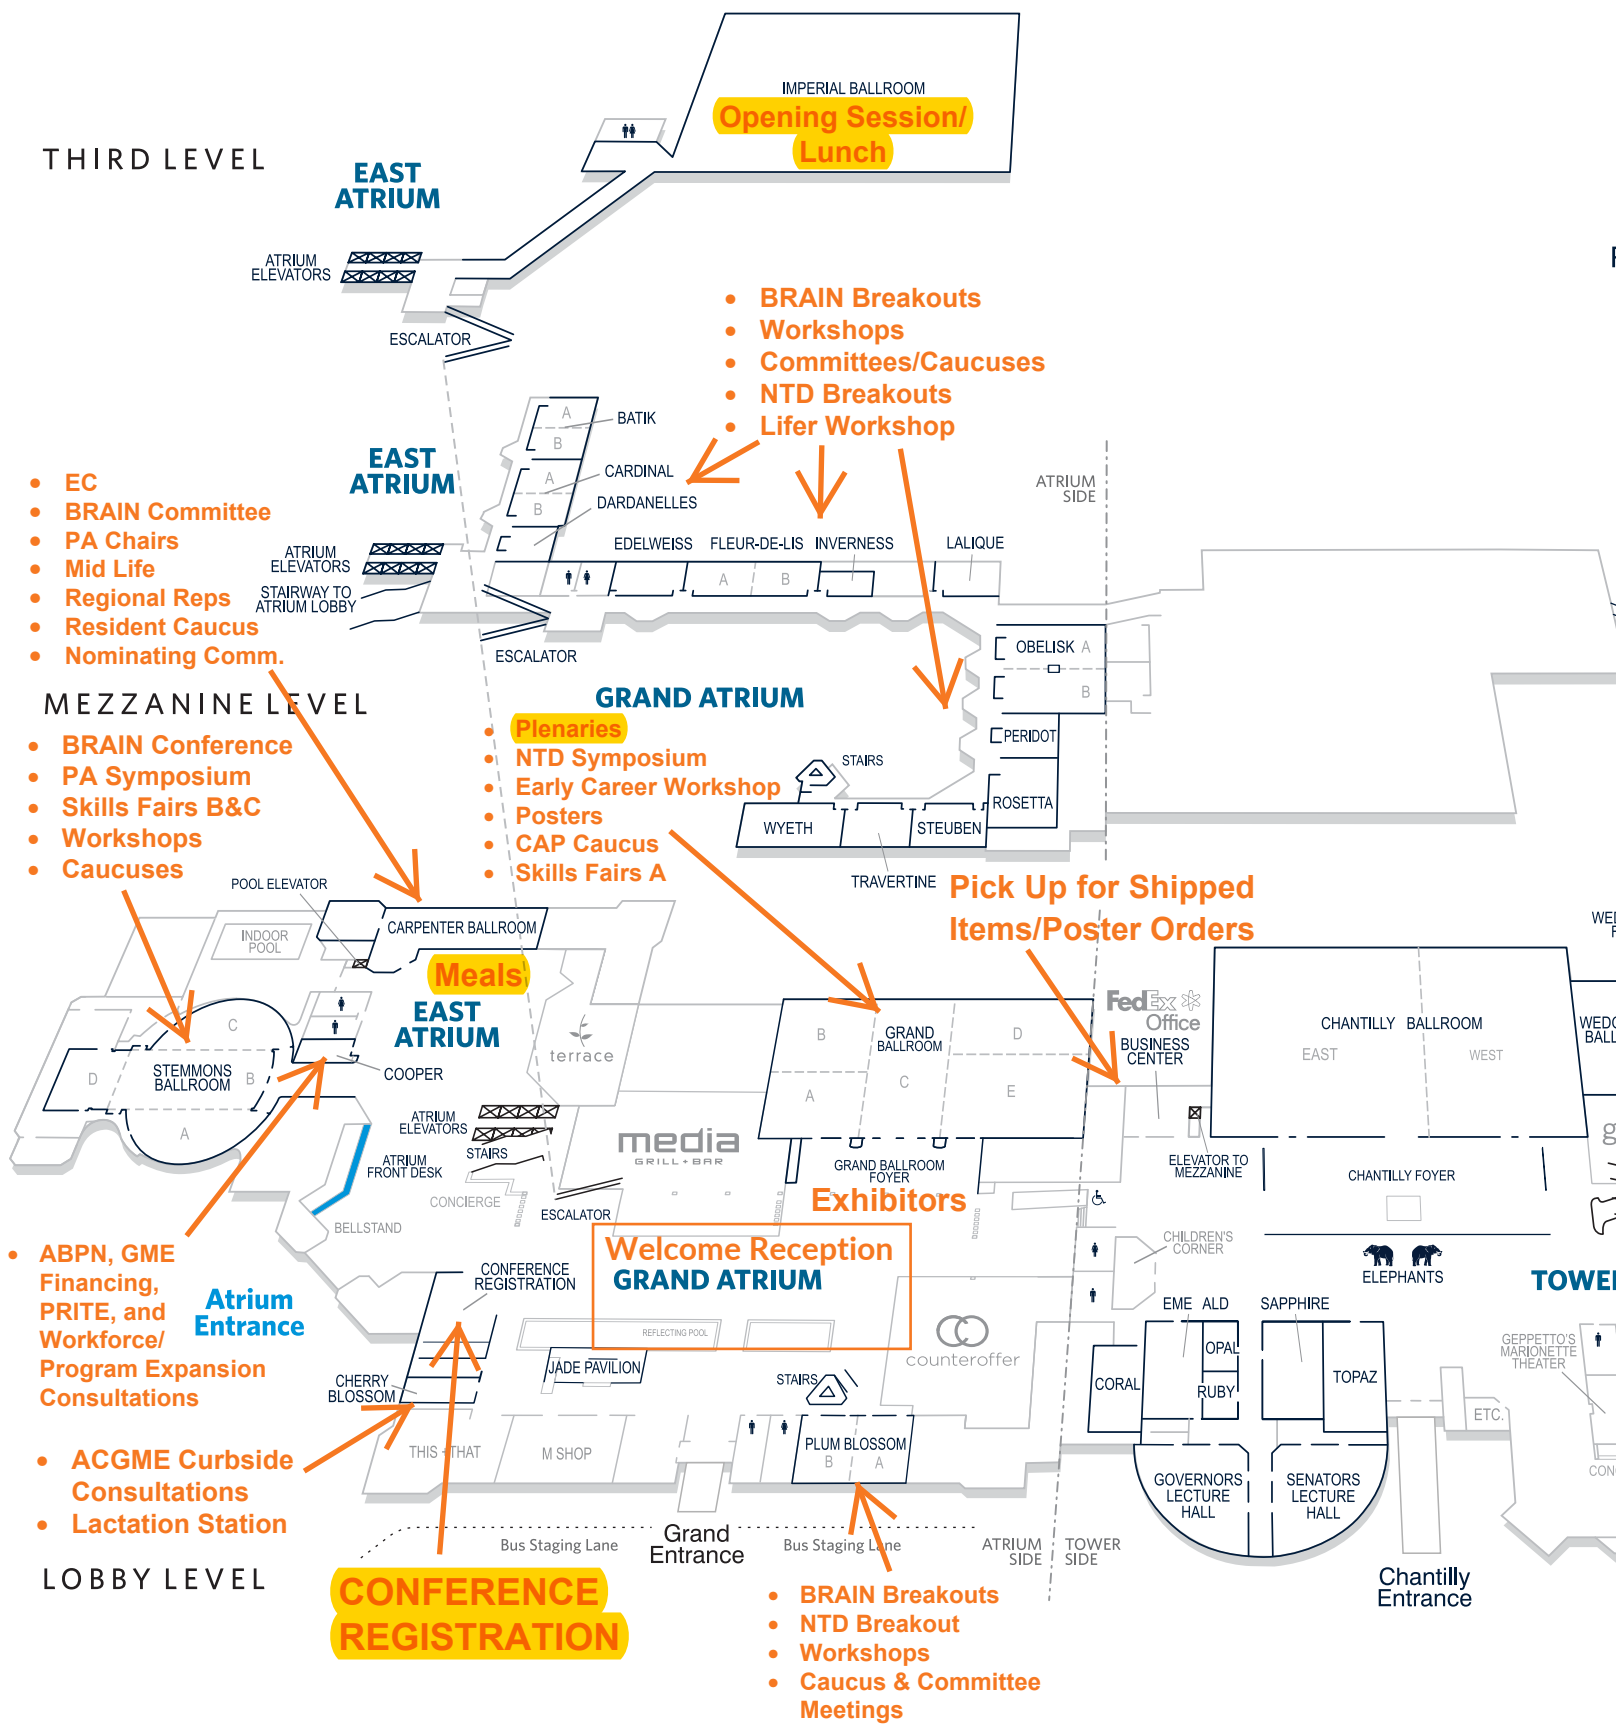 IMPERIAL BALLROOM
Opening Session/
Lunch
THIRD LEVEL
EAST
ATRIUM
ATRIUM
ELEVATORS
ESCALATOR
• BRAIN Breakouts
• Workshops
• Committees/Caucuses
• NTD Breakouts
• Lifer Workshop
A
BATIK
B
EAST
ATRIUM
A
CARDINAL
B
DARDANELLES
ATRIUM
SIDE
• EC
• BRAIN Committee
• PA Chairs
• Mid Life
• Regional Reps
• Resident Caucus
• Nominating Comm.
ATRIUM
ELEVATORS
STAIRWAY TO
ATRIUM LOBBY
EDELWEISS
FLEUR-DE-LIS
INVERNESS
LALIQUE
A
B
ESCALATOR
OBELISK A
B
MEZZANINE LEVEL
GRAND ATRIUM
• Plenaries
• NTD Symposium
• Early Career Workshop
• Posters
• CAP Caucus
• Skills Fairs A
PERIDOT
STAIRS
ROSETTA
WYETH
STEUBEN
TRAVERTINE
• BRAIN Conference
• PA Symposium
• Skills Fairs B&C
• Workshops
• Caucuses
POOL ELEVATOR
INDOOR
POOL
CARPENTER BALLROOM
Meals
EAST
ATRIUM
Pick Up for Shipped
Items/Poster Orders
C
D
STEMMONS
BALLROOM
B
A
COOPER
terrace
B
GRAND
BALLROOM
D
A
C
E
FedEx
Office
BUSINESS
CENTER
CHANTILLY BALLROOM
EAST
WEST
ATRIUM
ELEVATORS
STAIRS
ATRIUM
FRONT DESK
media
GRILL + BAR
GRAND BALLROOM
FOYER
Exhibitors
ELEVATOR TO
MEZZANINE
CHANTILLY FOYER
CONCIERGE
BELLSTAND
ESCALATOR
Welcome Reception
GRAND ATRIUM
CHILDREN'S
CORNER
ELEPHANTS
TOWE
• ABPN, GME
Financing,
PRITE, and
Workforce/
Program Expansion
Consultations
Atrium
Entrance
CONFERENCE
REGISTRATION
REFLECTING POOL
counteroffer
EME ALD
SAPPHIRE
OPAL
RUBY
CORAL
TOPAZ
GEPPETTO'S
MARIONETTE
THEATER
JADE PAVILION
STAIRS
CHERRY
BLOSSOM
ETC.
THIS +THAT
M SHOP
PLUM BLOSSOM
B
A
• ACGME Curbside
Consultations
• Lactation Station
GOVERNORS
LECTURE
HALL
SENATORS
LECTURE
HALL
Bus Staging Lane
Grand
Entrance
Bus Staging Lane
ATRIUM
SIDE
TOWER
SIDE
LOBBY LEVEL
Chantilly
Entrance
CONFERENCE
REGISTRATION
• BRAIN Breakouts
• NTD Breakout
• Workshops
• Caucus & Committee
Meetings